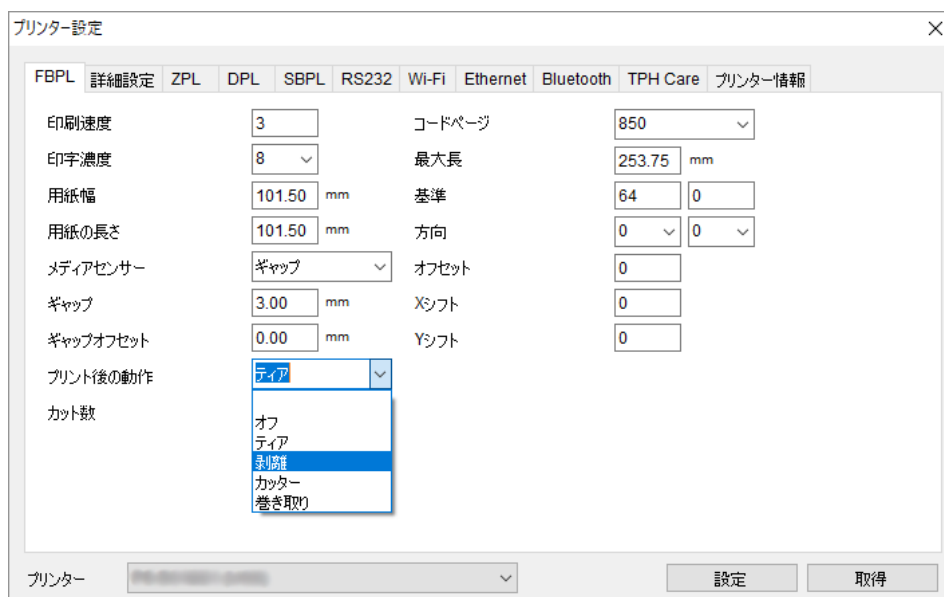 プリンター設定
FBPL 詳細設定 ZPL DPL SBPL RS232 Wi-Fi Ethernet Bluetooth TPH Care プリンター情報
印刷速度 3 コードページ 850
印字濃度 8 最大長 253.75 mm
用紙幅 101.50 mm 基準 64 0
用紙の長さ 101.50 mm 方向 0 0
メディアセンサー ギャップ オフセット 0
ギャップ 3.00 mm Xシフト 0
ギャップオフセット 0.00 mm Yシフト 0
プリント後の動作 ティア
カット数
オフ
ティア
剥離
カッター
巻き取り
プリンター 設定 取得